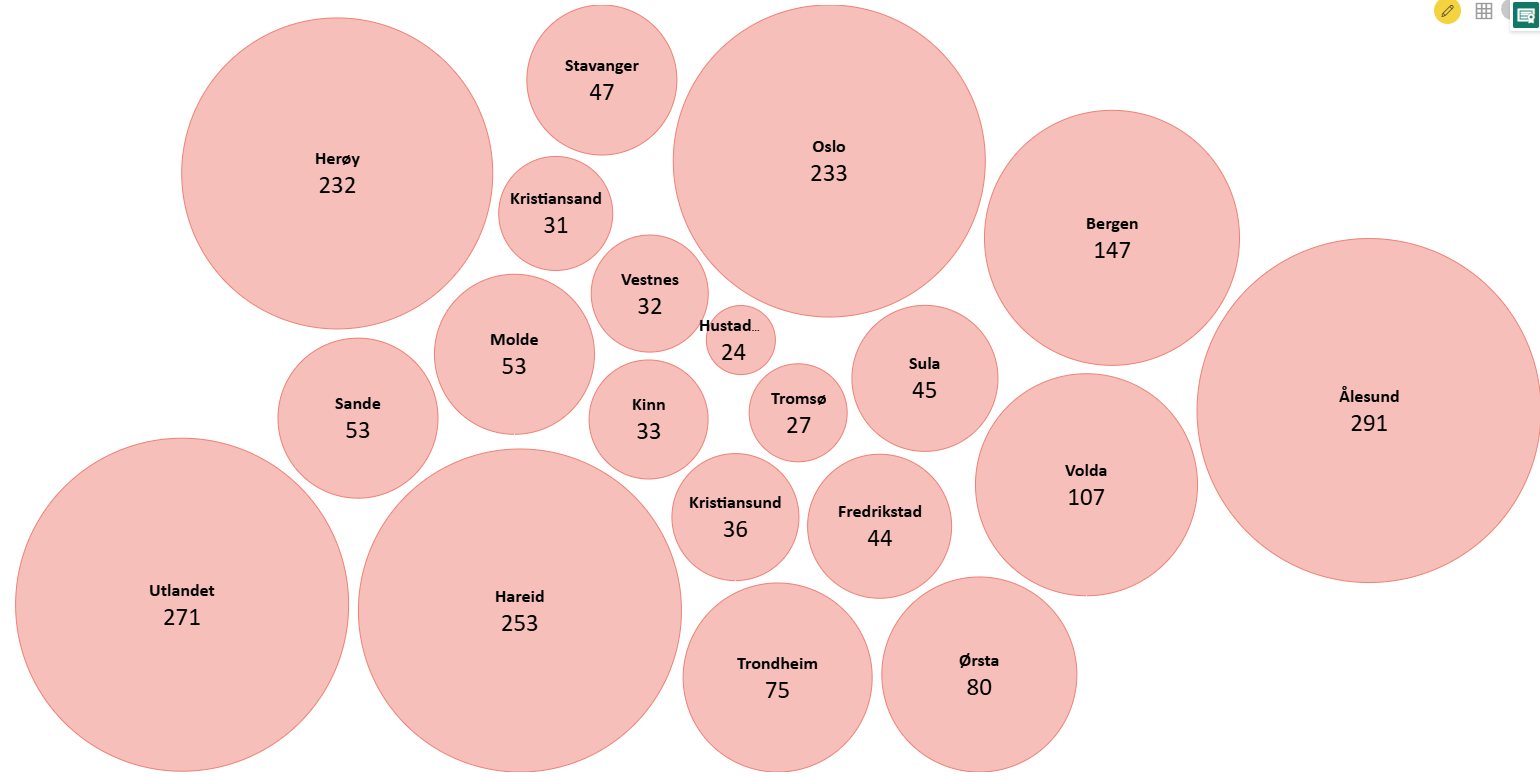 Stavanger
47
Oslo
233
Herøy
232
Kristiansand
31
Bergen
147
Vestnes
32
Hustad...
24
Molde
53
Sula
45
Ålesund
291
Sande
53
Kinn
33
Tromsø
27
Volda
107
Kristiansund
36
Fredrikstad
44
Utlandet
271
Hareid
253
Trondheim
75
Ørsta
80